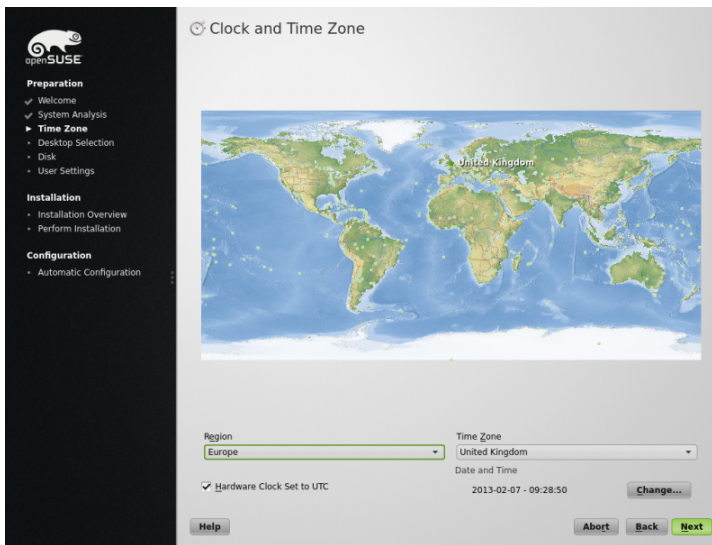 openSUSE
Preparation
Welcome
System Analysis
Time Zone
Desktop Selection
Disk
User Settings
Installation
Installation Overview
Perform Installation
Configuration
Automatic Configuration
Clock and Time Zone
United Kingdom
Region
Europe
Time Zone
United Kingdom
Hardware Clock Set to UTC
Date and Time
2013-02-07 - 09:28:50
Change...
Help
Abort
Back
Next